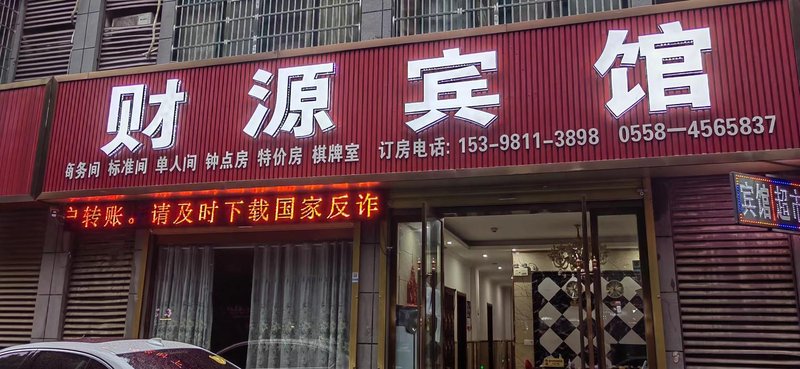 财源宾馆
商务间 标准间 单人间 钟点房 特价房 棋牌室 订房电话: 153-9811-3898 0558-4565837
户转账。请及时下载国家反诈
宾馆 超市